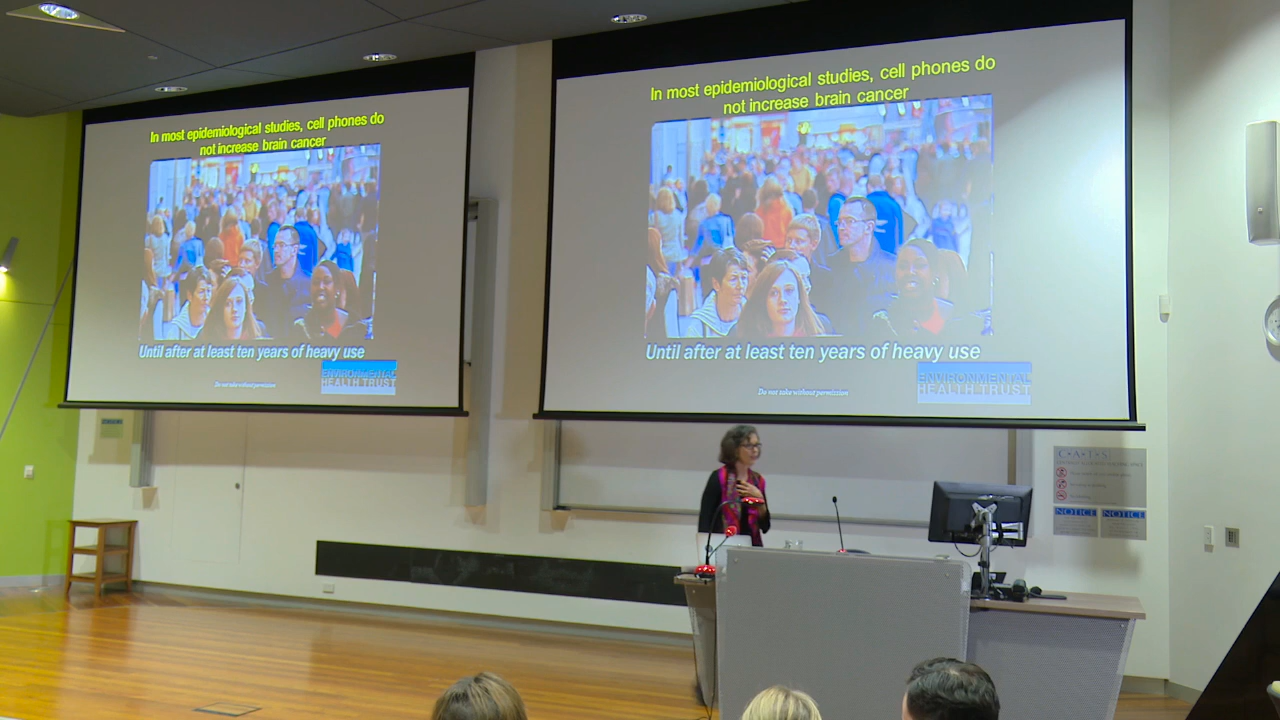 In most epidemiological studies, cell phones do
not increase brain cancer
Until after at least ten years of heavy use
Do not take without permission
ENVIRONMENTAL
HEALTH TRUST
In most epidemiological studies, cell phones do
not increase brain cancer
Until after at least ten years of heavy use
Do not take without permission
ENVIRONMENTAL
HEALTH TRUST
C•A•T•S
NOTICE
NOTICE